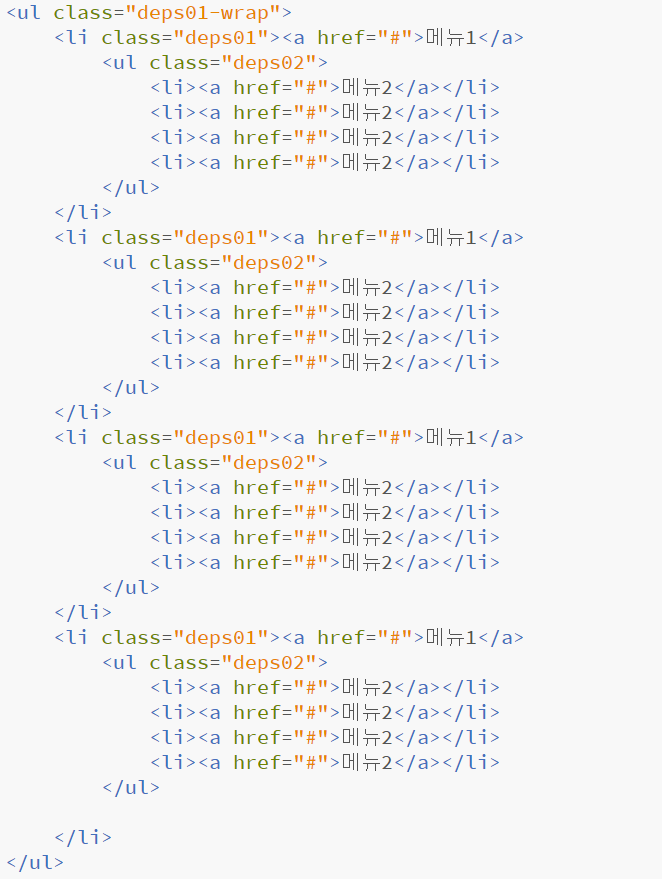 <ul class="deps01-wrap">
    <li class="deps01"><a href="#">메뉴1</a>
        <ul class="deps02">
            <li><a href="#">메뉴2</a></li>
            <li><a href="#">메뉴2</a></li>
            <li><a href="#">메뉴2</a></li>
            <li><a href="#">메뉴2</a></li>
        </ul>
    </li>
    <li class="deps01"><a href="#">메뉴1</a>
        <ul class="deps02">
            <li><a href="#">메뉴2</a></li>
            <li><a href="#">메뉴2</a></li>
            <li><a href="#">메뉴2</a></li>
            <li><a href="#">메뉴2</a></li>
        </ul>
    </li>
    <li class="deps01"><a href="#">메뉴1</a>
        <ul class="deps02">
            <li><a href="#">메뉴2</a></li>
            <li><a href="#">메뉴2</a></li>
            <li><a href="#">메뉴2</a></li>
            <li><a href="#">메뉴2</a></li>
        </ul>
    </li>
    <li class="deps01"><a href="#">메뉴1</a>
        <ul class="deps02">
            <li><a href="#">메뉴2</a></li>
            <li><a href="#">메뉴2</a></li>
            <li><a href="#">메뉴2</a></li>
            <li><a href="#">메뉴2</a></li>
        </ul>

    </li>
</ul>